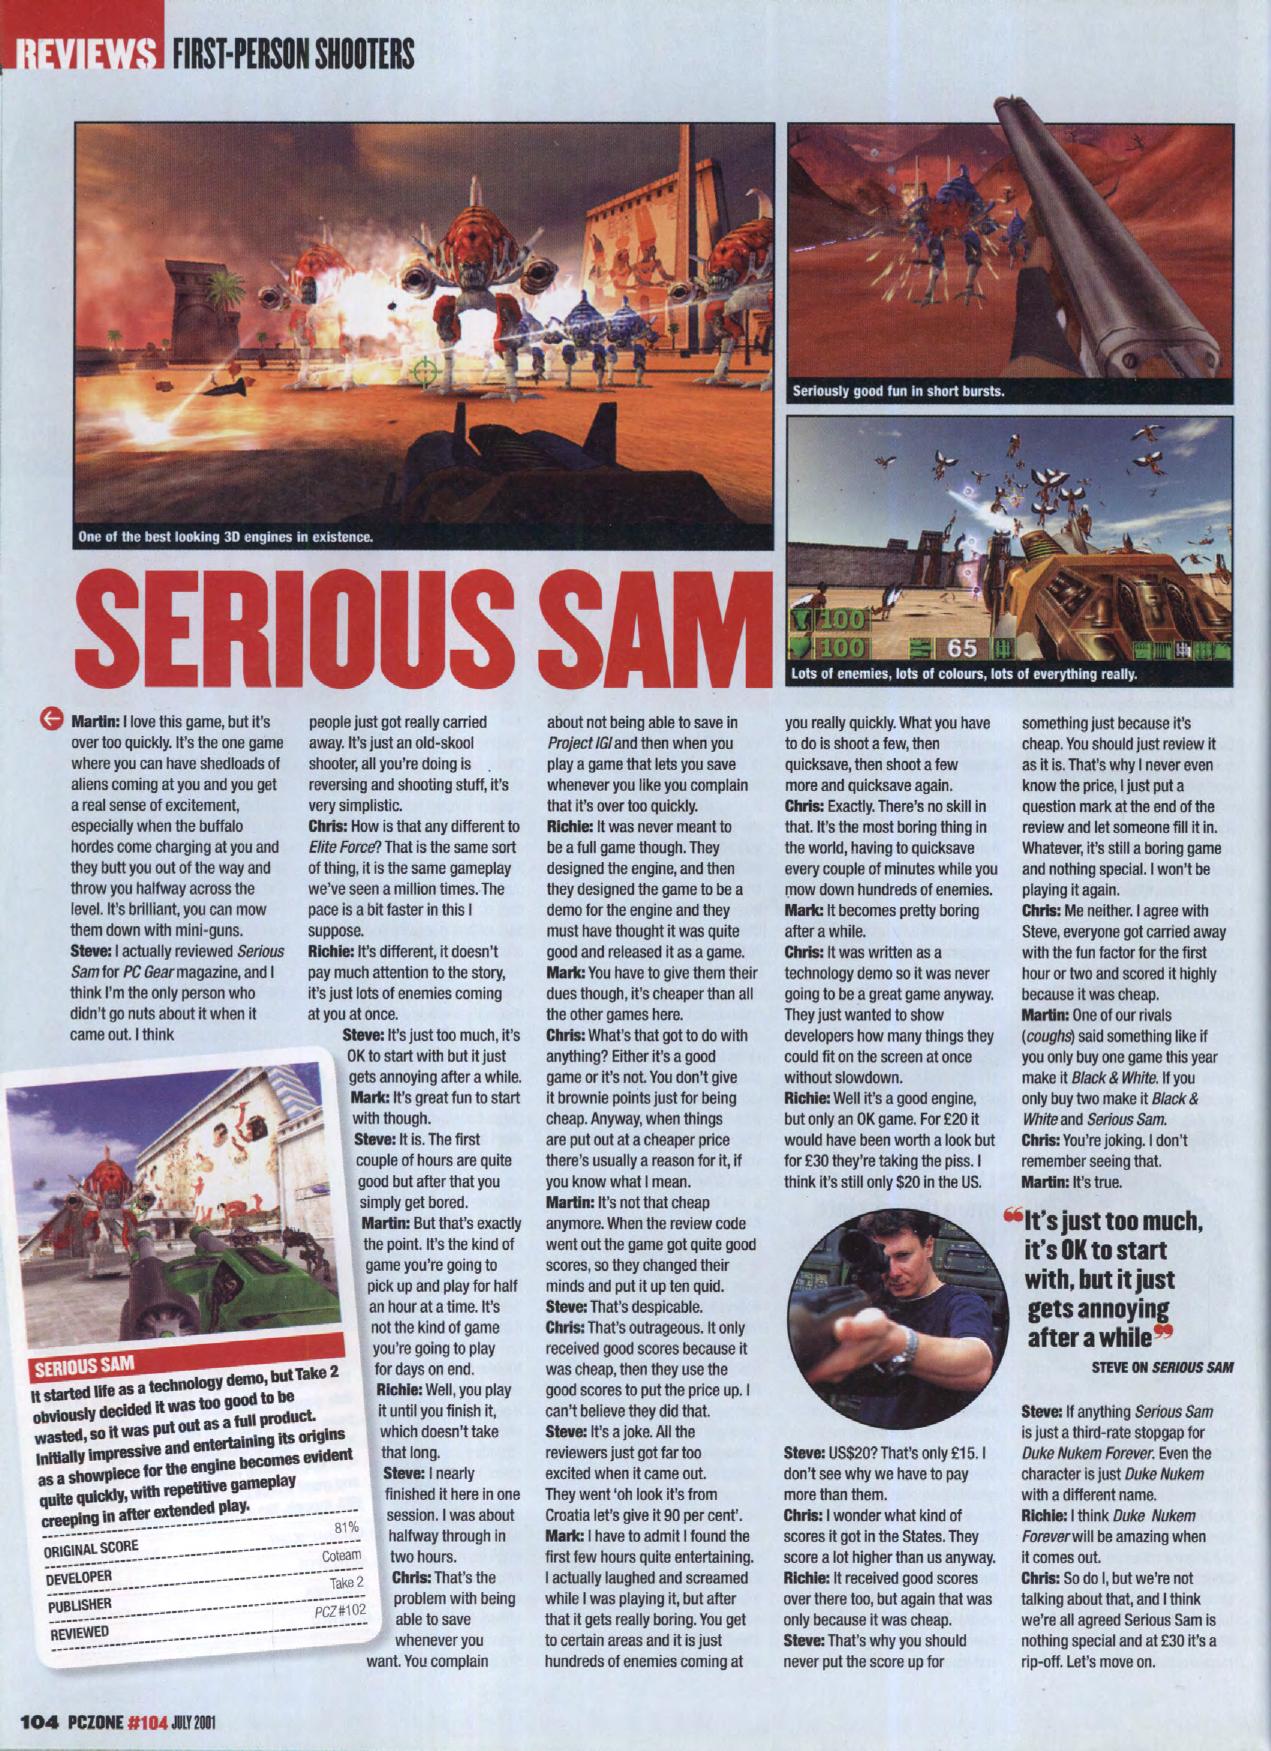 REVIEWS FIRST-PERSON SHOOTERS
One of the best looking 3D engines in existence.
Seriously good fun in short bursts.
100
100
65
Lots of enemies, lots of colours, lots of everything really.
SERIOUS SAM
Martin: I love this game, but it's
over too quickly. It's the one game
where you can have shedloads of
aliens coming at you and you get
a real sense of excitement,
especially when the buffalo
hordes come charging at you and
they butt you out of the way and
throw you halfway across the
level. It's brilliant, you can mow
them down with mini-guns.
Steve: I actually reviewed Serious
Sam for PC Gear magazine, and I
think I'm the only person who
didn't go nuts about it when it
came out. I think
people just got really carried
away. It's just an old-skool
shooter, all you're doing is
reversing and shooting stuff, it's
very simplistic.
Chris: How is that any different to
Elite Force? That is the same sort
of thing, it is the same gameplay
we've seen a million times. The
pace is a bit faster in this I
suppose.
Richie: It's different, it doesn't
pay much attention to the story,
it's just lots of enemies coming
at you at once.
Steve: It's just too much, it's
OK to start with but it just
gets annoying after a while.
Mark: It's great fun to start
with though.
Steve: It is. The first
couple of hours are quite
good but after that you
simply get bored.
Martin: But that's exactly
the point. It's the kind of
game you're going to
pick up and play for half
an hour at a time. It's
not the kind of game
you're going to play
for days on end.
Richie: Well, you play
it until you finish it,
which doesn't take
that long.
Steve: I nearly
finished it here in one
session. I was about
halfway through in
two hours.
Chris: That's the
problem with being
able to save
whenever you
want. You complain
about not being able to save in
Project IGI and then when you
play a game that lets you save
whenever you like you complain
that it's over too quickly.
Richie: It was never meant to
be a full game though. They
designed the engine, and then
they designed the game to be a
demo for the engine and they
must have thought it was quite
good and released it as a game.
Mark: You have to give them their
dues though, it's cheaper than all
the other games here.
Chris: What's that got to do with
anything? Either it's a good
game or it's not. You don't give
it brownie points just for being
cheap. Anyway, when things
are put out at a cheaper price
there's usually a reason for it, if
you know what I mean.
Martin: It's not that cheap
anymore. When the review code
went out the game got quite good
scores, so they changed their
minds and put it up ten quid.
Steve: That's despicable.
Chris: That's outrageous. It only
received good scores because it
was cheap, then they use the
good scores to put the price up. I
can't believe they did that.
Steve: It's a joke. All the
reviewers just got far too
excited when it came out.
They went 'oh look it's from
Croatia let's give it 90 per cent'.
Mark: I have to admit I found the
first few hours quite entertaining.
I actually laughed and screamed
while I was playing it, but after
that it gets really boring. You get
to certain areas and it is just
hundreds of enemies coming at
you really quickly. What you have
to do is shoot a few, then
quicksave, then shoot a few
more and quicksave again.
Chris: Exactly. There's no skill in
that. It's the most boring thing in
the world, having to quicksave
every couple of minutes while you
mow down hundreds of enemies.
Mark: It becomes pretty boring
after a while.
Chris: It was written as a
technology demo so it was never
going to be a great game anyway.
They just wanted to show
developers how many things they
could fit on the screen at once
without slowdown.
Richie: Well it's a good engine,
but only an OK game. For £20 it
would have been worth a look but
for £30 they're taking the piss. I
think it's still only $20 in the US.
Steve: US$20? That's only £15. I
don't see why we have to pay
more than them.
Chris: I wonder what kind of
scores it got in the States. They
score a lot higher than us anyway.
Richie: It received good scores
over there too, but again that was
only because it was cheap.
Steve: That's why you should
never put the score up for
something just because it's
cheap. You should just review it
as it is. That's why I never even
know the price, I just put a
question mark at the end of the
review and let someone fill it in.
Whatever, it's still a boring game
and nothing special. I won't be
playing it again.
Chris: Me neither. I agree with
Steve, everyone got carried away
with the fun factor for the first
hour or two and scored it highly
because it was cheap.
Martin: One of our rivals
(coughs) said something like if
you only buy one game this year
make it Black & White. If you
only buy two make it Black &
White and Serious Sam.
Chris: You're joking. I don't
remember seeing that.
Martin: It's true.
“It's just too much,
it's OK to start
with, but it just
gets annoying
after a while”
STEVE ON SERIOUS SAM
Steve: If anything Serious Sam
is just a third-rate stopgap for
Duke Nukem Forever. Even the
character is just Duke Nukem
with a different name.
Richie: I think Duke Nukem
Forever will be amazing when
it comes out.
Chris: So do I, but we're not
talking about that, and I think
we're all agreed Serious Sam is
nothing special and at £30 it's a
rip-off. Let's move on.
SERIOUS SAM
It started life as a technology demo, but Take 2
obviously decided it was too good to be
wasted, so it was put out as a full product.
Initially impressive and entertaining its origins
as a showpiece for the engine becomes evident
quite quickly, with repetitive gameplay
creeping in after extended play.
ORIGINAL SCORE 81%
DEVELOPER Coteam
PUBLISHER Take 2
REVIEWED PCZ #102
104 PCZONE #104 JULY 2001